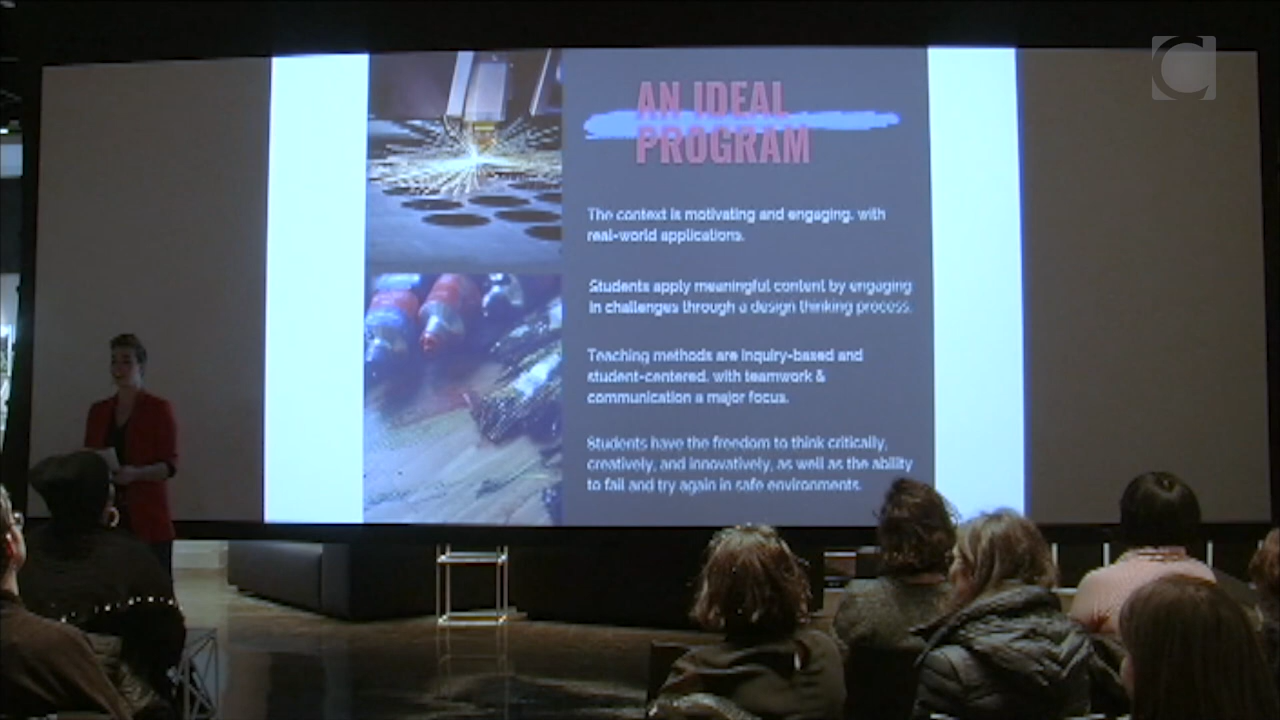 AN IDEAL
PROGRAM
The context is motivating and engaging, with
real-world applications.
Students apply meaningful content by engaging
in challenges through a design thinking process.
Teaching methods are inquiry-based and
student-centered, with teamwork &
communication a major focus.
Students have the freedom to think critically,
creatively, and innovatively, as well as the ability
to fail and try again in safe environments.
C